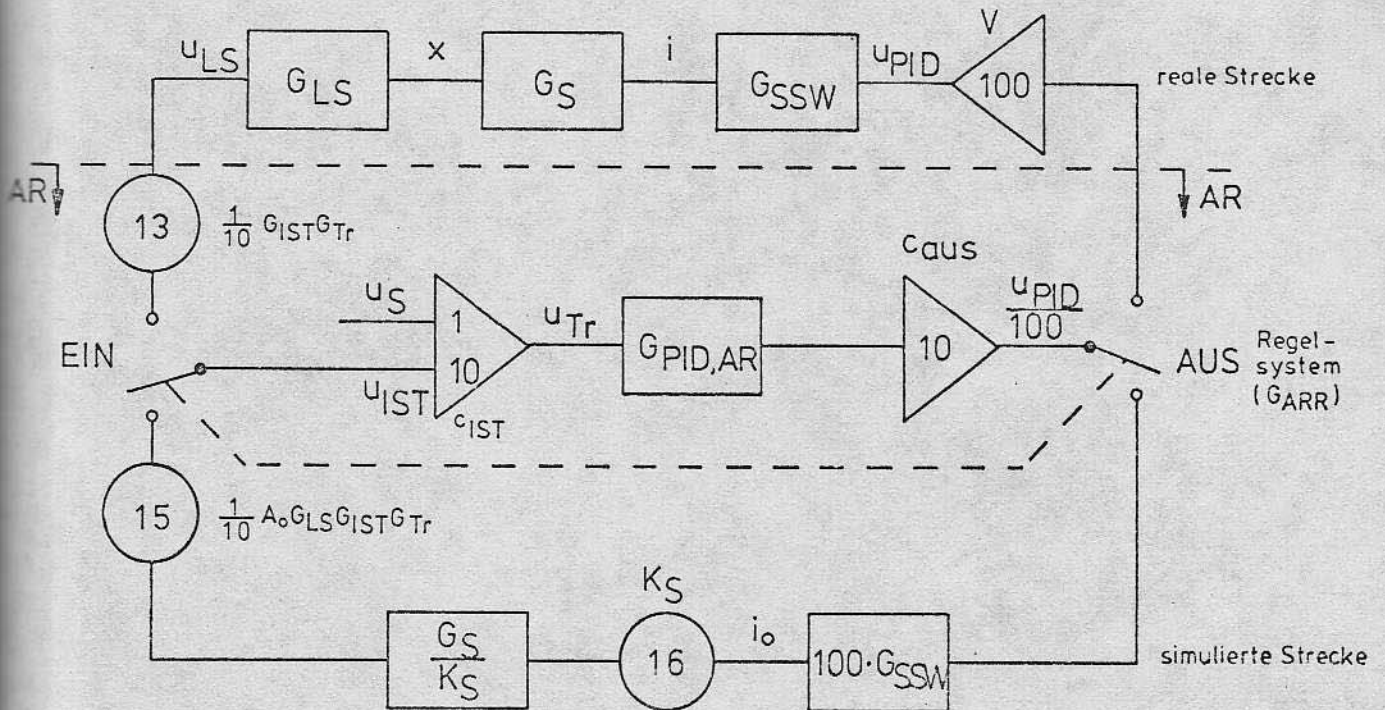 V
u_LS
x
i
u_PID
G_LS
G_S
G_SSW
100
reale Strecke
AR
AR
13
1/10 G_IST G_Tr
c_aus
u_S
1
u_Tr
G_PID,AR
10
u_PID/100
EIN
10
AUS
Regel-
system
(G_ARR)
u_IST
c_IST
15
1/10 A_o G_LS G_IST G_Tr
K_S
G_S/K_S
16
i_o
100·G_SSW
simulierte Strecke